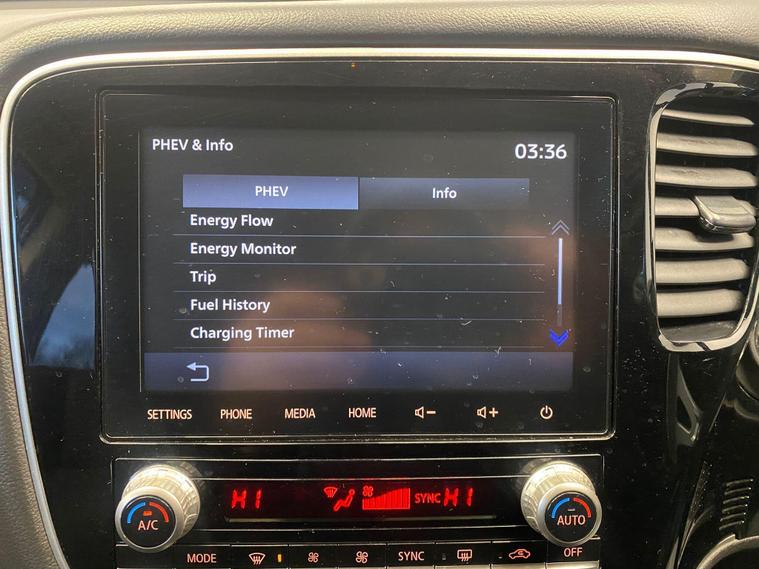 PHEV & Info
03:36
PHEV Info
Energy Flow
Energy Monitor
Trip
Fuel History
Charging Timer
SETTINGS PHONE MEDIA HOME
HI SYNC HI
A/C AUTO
MODE SYNC OFF